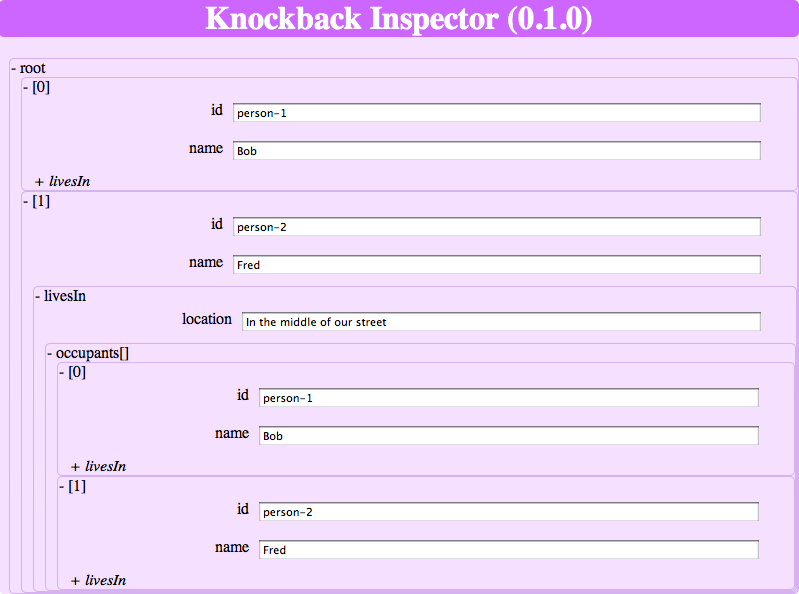 Knockback Inspector (0.1.0)
- root
- [0]
id person-1
name Bob
+ livesIn
- [1]
id person-2
name Fred
- livesIn
location In the middle of our street
- occupants[]
- [0]
id person-1
name Bob
+ livesIn
- [1]
id person-2
name Fred
+ livesIn